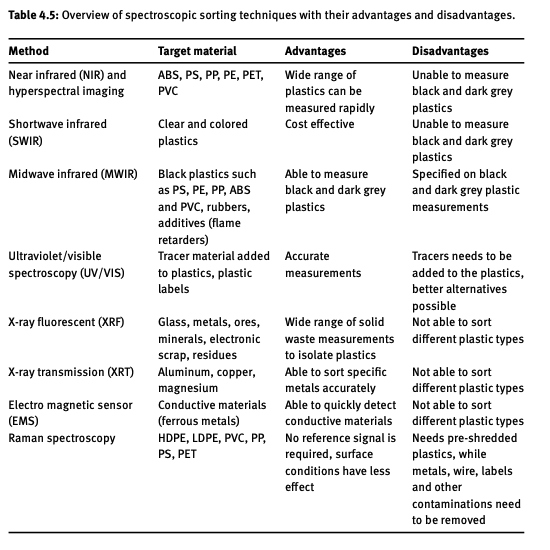 Table 4.5: Overview of spectroscopic sorting techniques with their advantages and disadvantages.
Method Target material Advantages Disadvantages
Near infrared (NIR) and ABS, PS, PP, PE, PET, Wide range of Unable to measure
hyperspectral imaging PVC plastics can be black and dark grey
measured rapidly plastics
Shortwave infrared Clear and colored Cost effective Unable to measure
(SWIR) plastics black and dark grey
plastics
Midwave infrared (MWIR) Black plastics such Able to measure Specified on black
as PS, PE, PP, ABS black and dark grey and dark grey plastic
and PVC, rubbers, plastics measurements
additives (flame
retarders)
Ultraviolet/visible Tracer material added Accurate Tracers needs to be
spectroscopy (UV/VIS) to plastics, plastic measurements added to the plastics,
labels better alternatives
possible
X-ray fluorescent (XRF) Glass, metals, ores, Wide range of solid Not able to sort
minerals, electronic waste measurements different plastic types
scrap, residues to isolate plastics
X-ray transmission (XRT) Aluminum, copper, Able to sort specific Not able to sort
magnesium metals accurately different plastic types
Electro magnetic sensor Conductive materials Able to quickly detect Not able to sort
(EMS) (ferrous metals) conductive materials different plastic types
Raman spectroscopy HDPE, LDPE, PVC, PP, No reference signal is Needs pre-shredded
PS, PET required, surface plastics, while
conditions have less metals, wire, labels
effect and other
contaminations need
to be removed